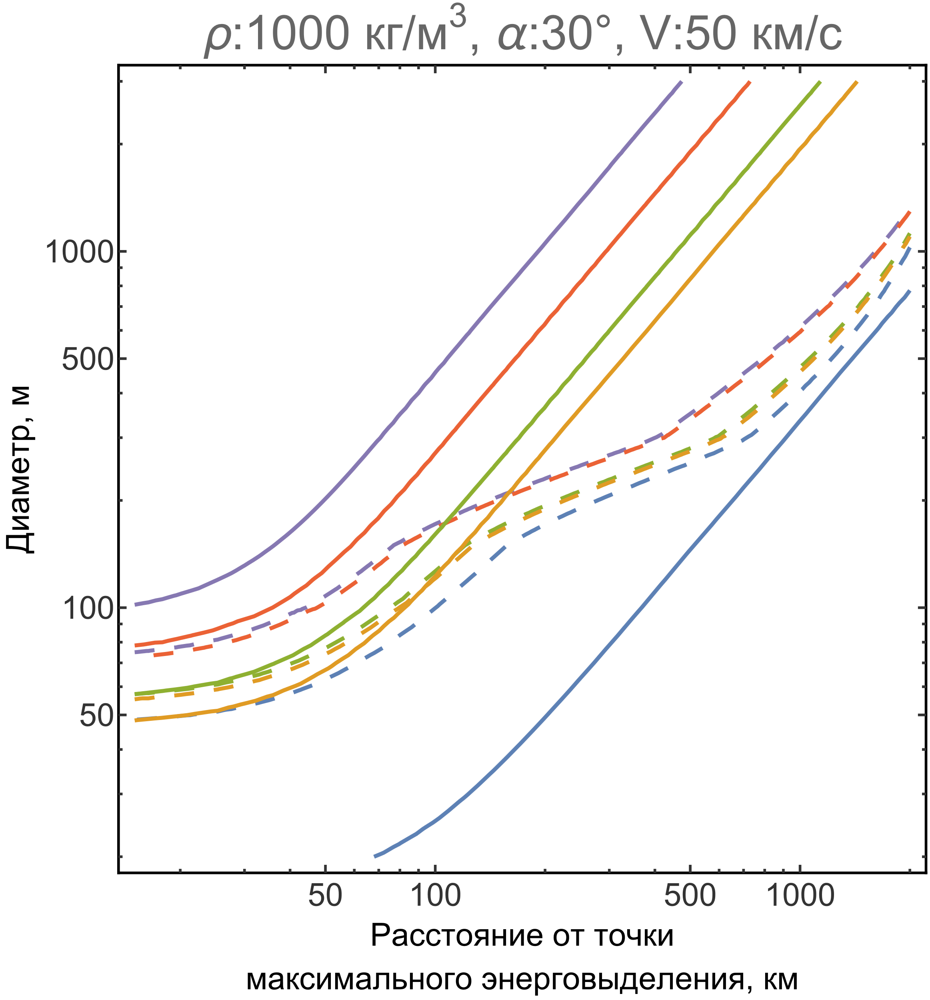 ρ:1000 кг/м³ , α:30°, V:50 км/с
Диаметр, м
1000
500
100
50
50 100 500 1000
Расстояние от точки
максимального энерговыделения, км